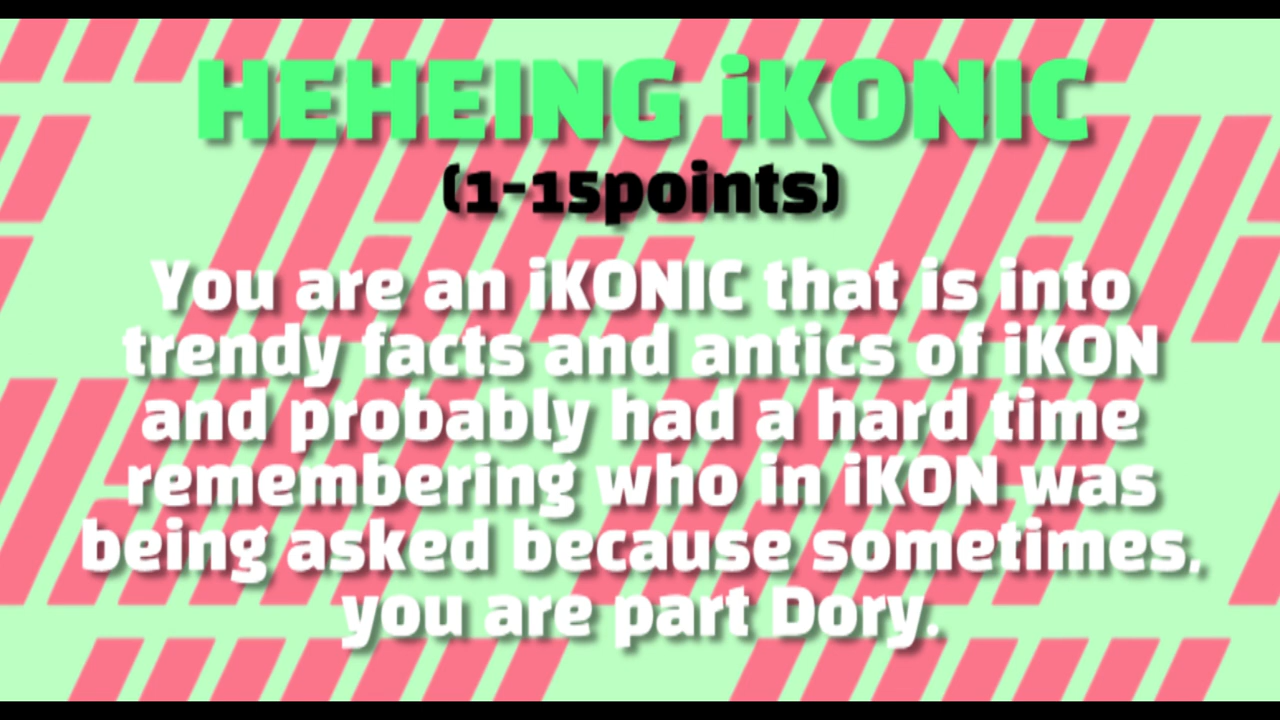 HEHEING iKONIC
(1-15points)
You are an iKONIC that is into
trendy facts and antics of iKON
and probably had a hard time
remembering who in iKON was
being asked because sometimes,
you are part Dory.